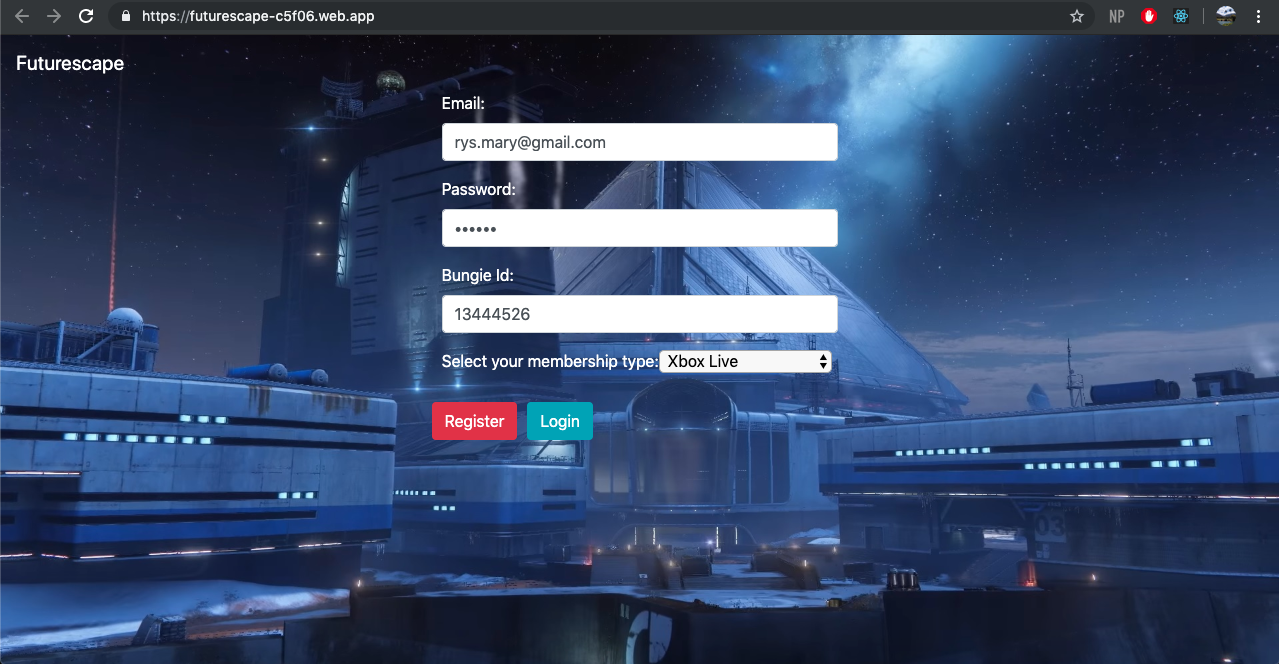 https://futurescape-c5f06.web.app
NP
Futurescape
Email:
rys.mary@gmail.com
Password:
••••••
Bungie Id:
13444526
Select your membership type: Xbox Live
Register Login
03